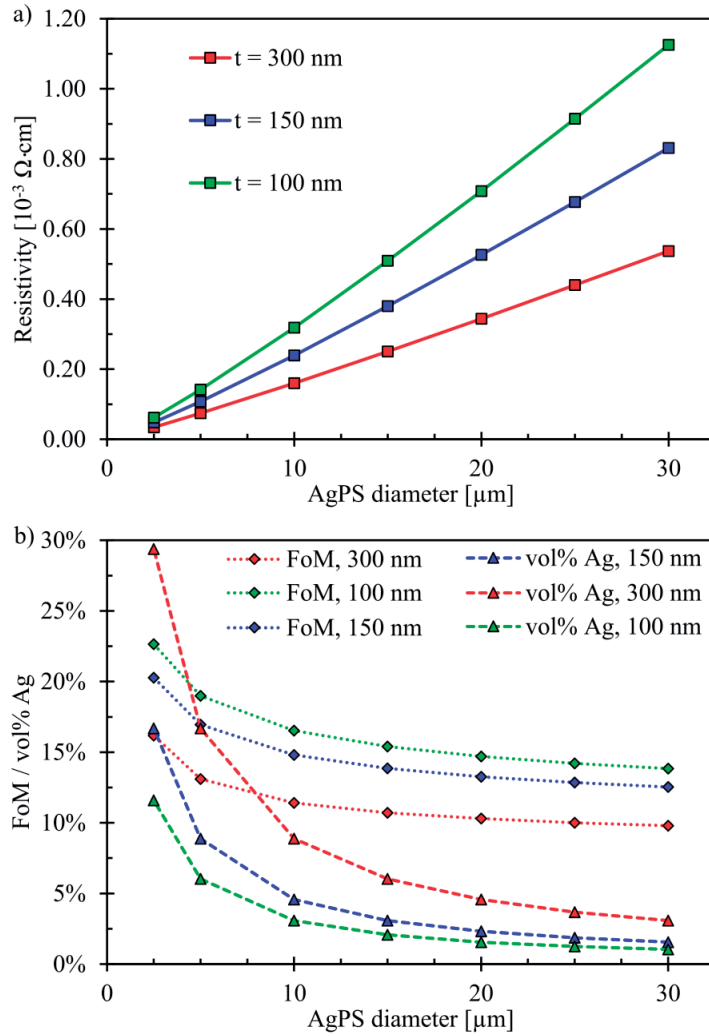 a)
1.20
1.00
0.80
0.60
0.40
0.20
0.00
Resistivity [10⁻³ Ω·cm]
t = 300 nm
t = 150 nm
t = 100 nm
0
10
20
30
AgPS diameter [µm]
b)
30%
25%
20%
15%
10%
5%
0%
FoM / vol% Ag
FoM, 300 nm
FoM, 100 nm
FoM, 150 nm
vol% Ag, 150 nm
vol% Ag, 300 nm
vol% Ag, 100 nm
0
10
20
30
AgPS diameter [µm]